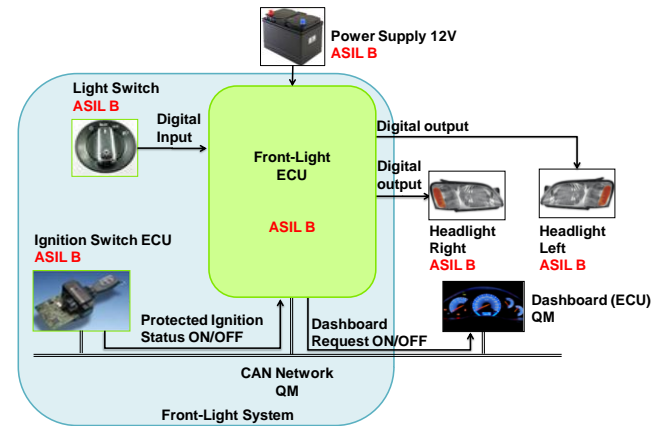 Power Supply 12V
ASIL B
Light Switch
ASIL B
Digital
Input
Digital output
Front-Light
ECU
Digital
output
ASIL B
Headlight
Right
ASIL B
Headlight
Left
ASIL B
Ignition Switch ECU
ASIL B
Protected Ignition
Status ON/OFF
Dashboard
Request ON/OFF
Dashboard (ECU)
QM
CAN Network
QM
Front-Light System